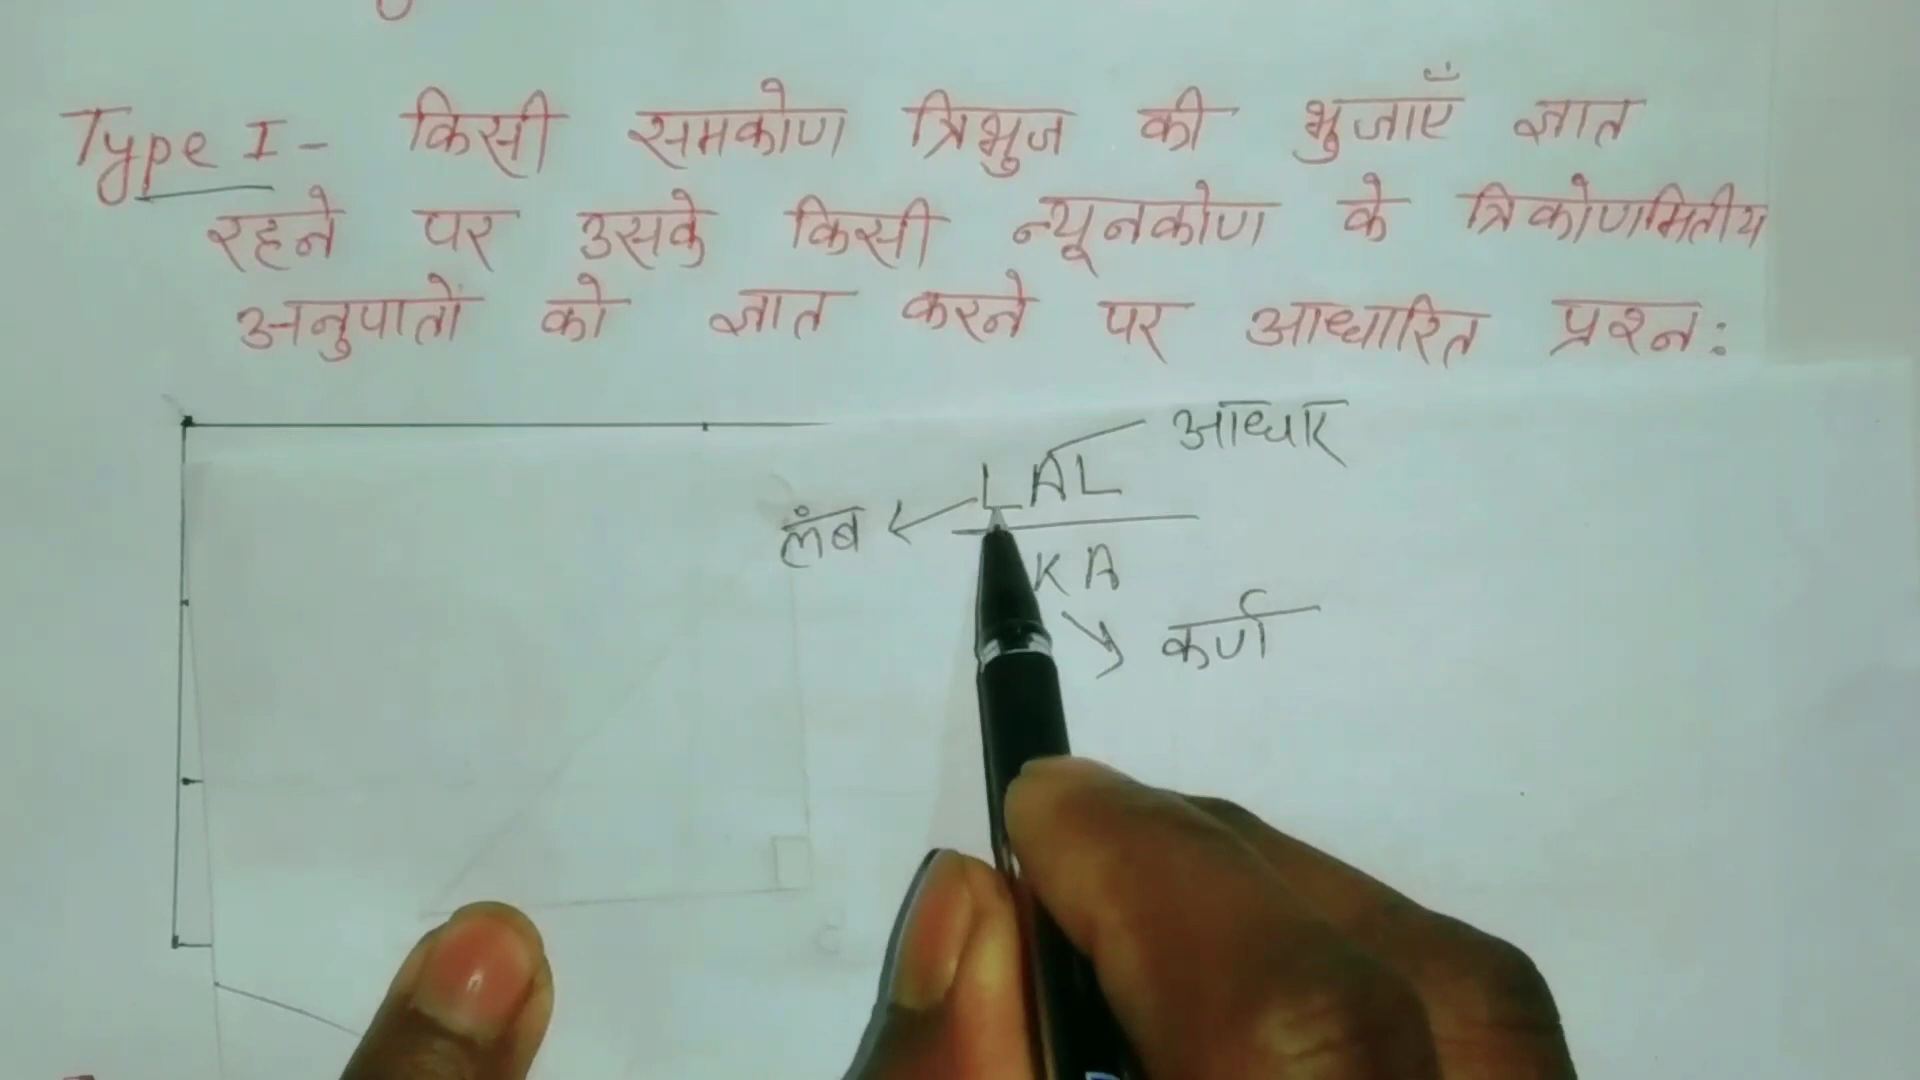 Type I - किसी समकोण त्रिभुज की भुजाएँ ज्ञात
रहने पर उसके किसी न्यूनकोण के त्रिकोणमितीय
अनुपातों को ज्ञात करने पर आधारित प्रश्न:
आधार
LAL
लंब
KA
कर्ण
C